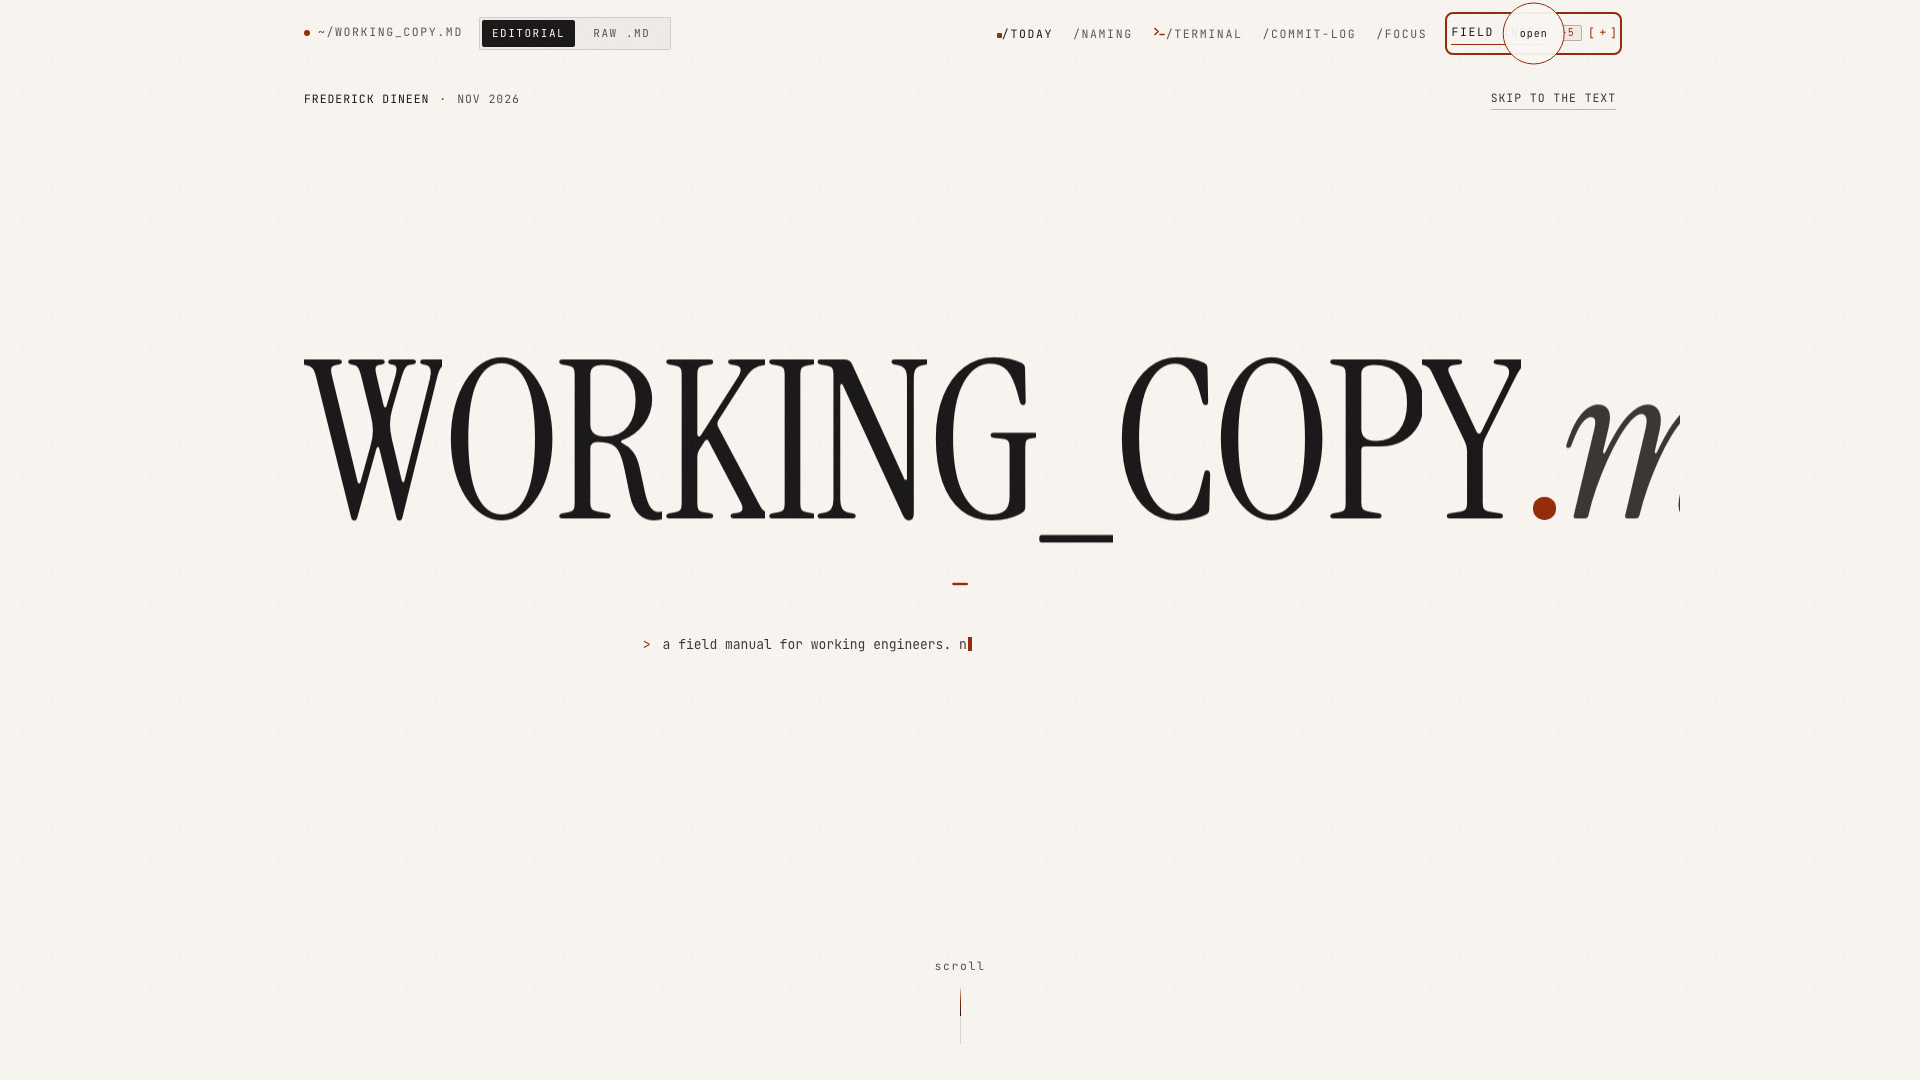 ~/WORKING_COPY.MD EDITORIAL RAW .MD /TODAY /NAMING >_/TERMINAL /COMMIT-LOG /FOCUS FIELD open 5 [+]
FREDERICK DINEEN · NOV 2026 SKIP TO THE TEXT
WORKING_COPY.m
> a field manual for working engineers. n
scroll